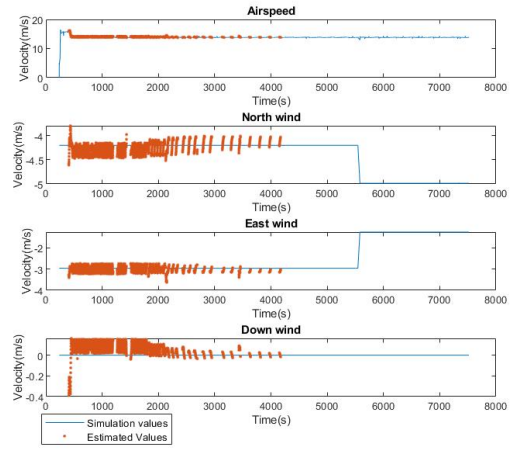 Airspeed
20
10
0
Velocity(m/s)
0 1000 2000 3000 4000 5000 6000 7000 8000
Time(s)
North wind
-4
-4.5
-5
Velocity(m/s)
0 1000 2000 3000 4000 5000 6000 7000 8000
Time(s)
East wind
-2
-3
-4
Velocity(m/s)
0 1000 2000 3000 4000 5000 6000 7000 8000
Time(s)
Down wind
0
-0.2
-0.4
Velocity(m/s)
0 1000 2000 3000 4000 5000 6000 7000 8000
Time(s)
Simulation values
Estimated Values